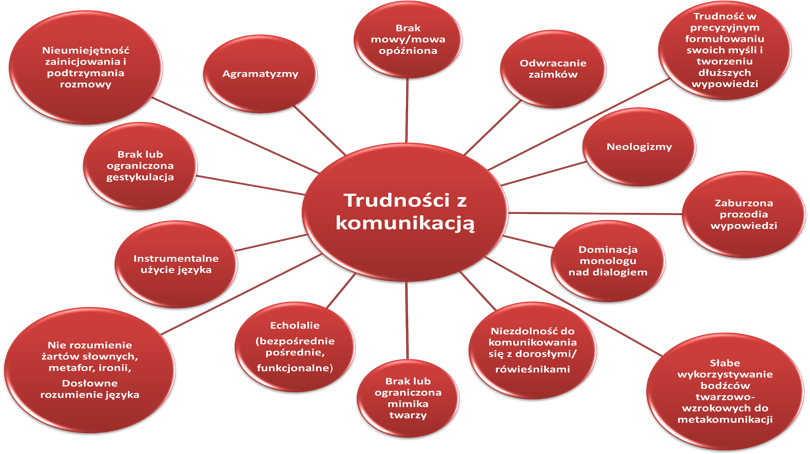 Brak
mowy/mowa
opóźniona
Trudność w
precyzyjnym
formułowaniu
swoich myśli i
tworzeniu
dłuższych
wypowiedzi
Nieumiejętność
zainicjowania i
podtrzymania
rozmowy
Agramatyzmy
Odwracanie
zaimków
Neologizmy
Brak lub
ograniczona
gestykulacja
Trudności z
komunikacją
Zaburzona
prozodia
wypowiedzi
Instrumentalne
użycie języka
Dominacja
monologu
nad dialogiem
Nie rozumienie
żartów słownych,
metafor, ironii,
Dosłowne
rozumienie języka
Echolalie
(bezpośrednie
pośrednie,
funkcjonalne)
Brak lub
ograniczona
mimika
twarzy
Niezdolność do
komunikowania
się z dorosłymi/
rówieśnikami
Słabe
wykorzystywanie
bodźców
twarzowo-
wzrokowych do
metakomunikacji